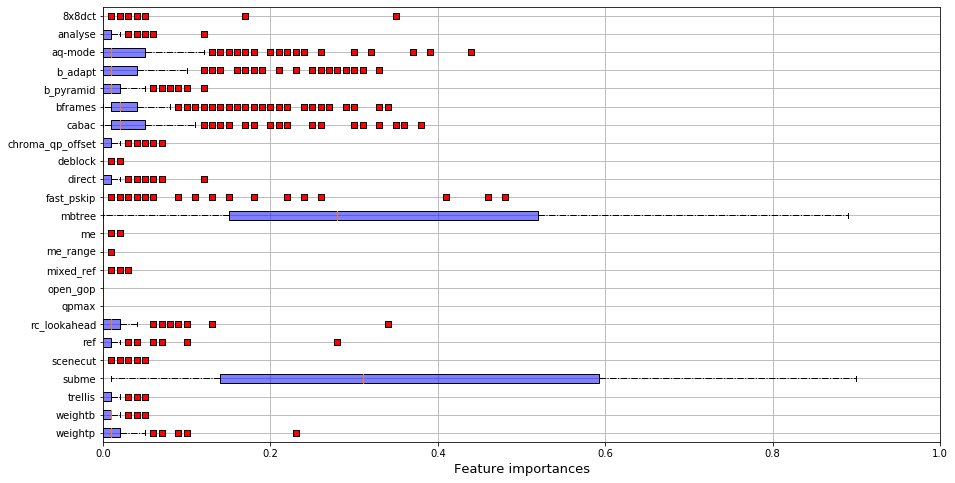 8x8dct
analyse
aq-mode
b_adapt
b_pyramid
bframes
cabac
chroma_qp_offset
deblock
direct
fast_pskip
mbtree
me
me_range
mixed_ref
open_gop
qpmax
rc_lookahead
ref
scenecut
subme
trellis
weightb
weightp
0.0 0.2 0.4 0.6 0.8 1.0
Feature importances